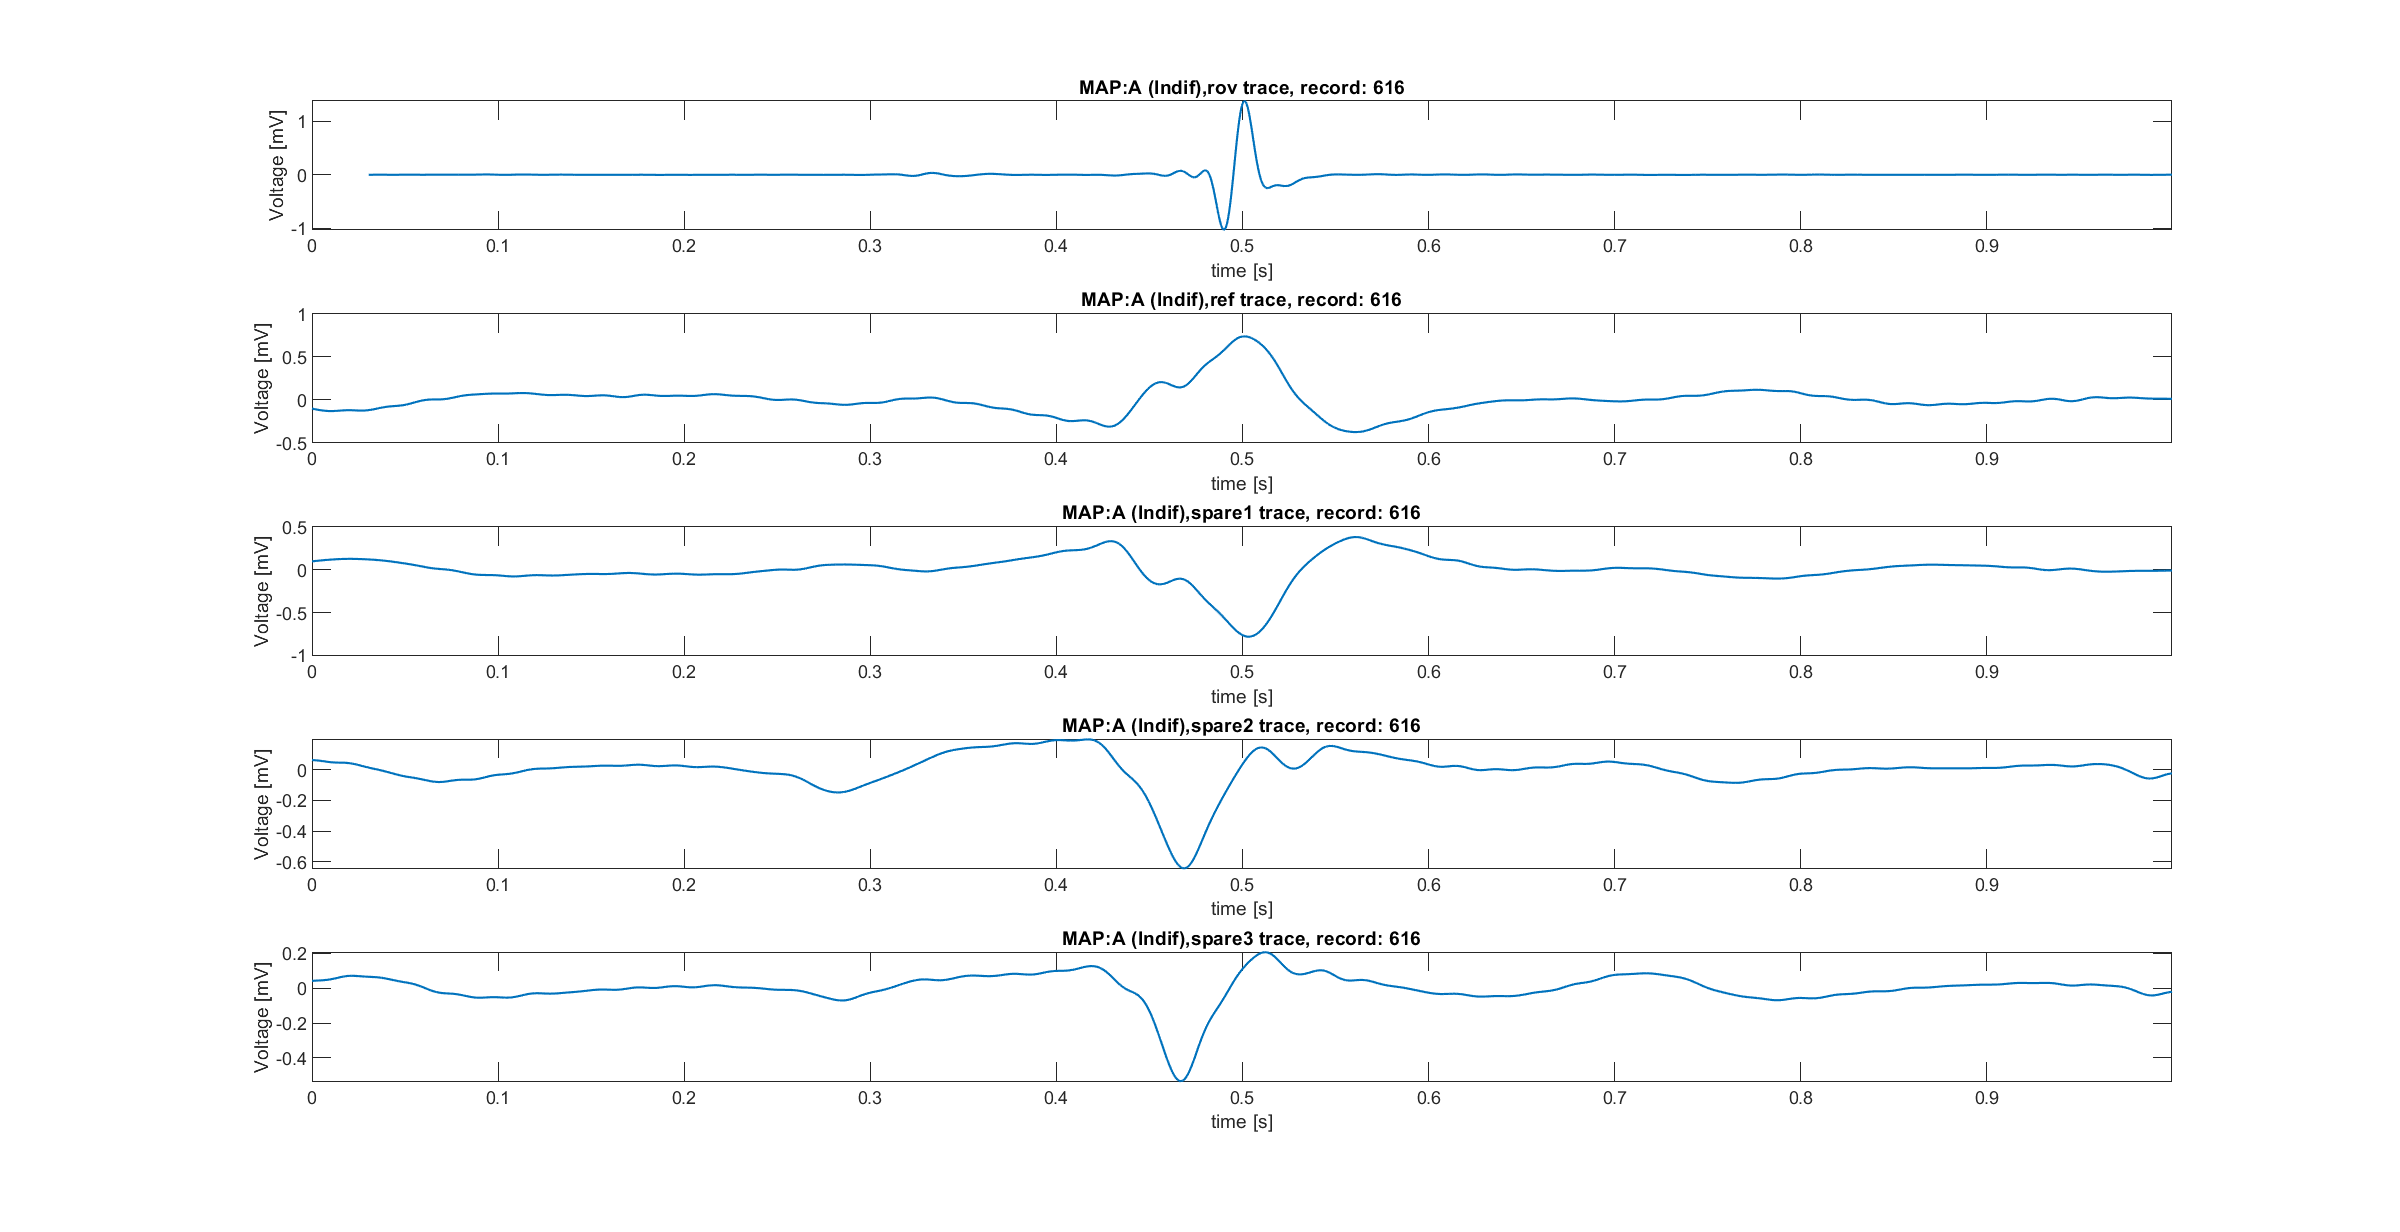 MAP:A (Indif),rov trace, record: 616
Voltage [mV]
1
0
-1
0 0.1 0.2 0.3 0.4 0.5 0.6 0.7 0.8 0.9
time [s]
MAP:A (Indif),ref trace, record: 616
Voltage [mV]
1
0.5
0
-0.5
0 0.1 0.2 0.3 0.4 0.5 0.6 0.7 0.8 0.9
time [s]
MAP:A (Indif),spare1 trace, record: 616
Voltage [mV]
0.5
0
-0.5
-1
0 0.1 0.2 0.3 0.4 0.5 0.6 0.7 0.8 0.9
time [s]
MAP:A (Indif),spare2 trace, record: 616
Voltage [mV]
0
-0.2
-0.4
-0.6
0 0.1 0.2 0.3 0.4 0.5 0.6 0.7 0.8 0.9
time [s]
MAP:A (Indif),spare3 trace, record: 616
Voltage [mV]
0.2
0
-0.2
-0.4
0 0.1 0.2 0.3 0.4 0.5 0.6 0.7 0.8 0.9
time [s]